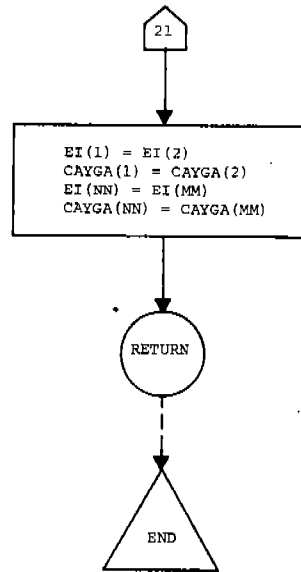 21
EI(1) = EI(2)
CAYGA(1) = CAYGA(2)
EI(NN) = EI(MM)
CAYGA(NN) = CAYGA(MM)
RETURN
END